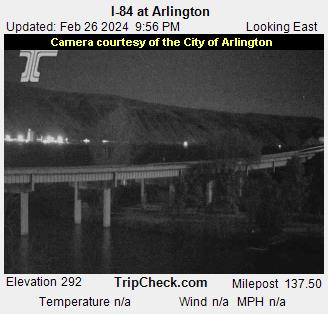 I-84 at Arlington
Updated: Feb 26 2024 9:56 PM Looking East
Camera courtesy of the City of Arlington
Elevation 292 TripCheck.com Milepost 137.50
Temperature n/a Wind n/a MPH n/a